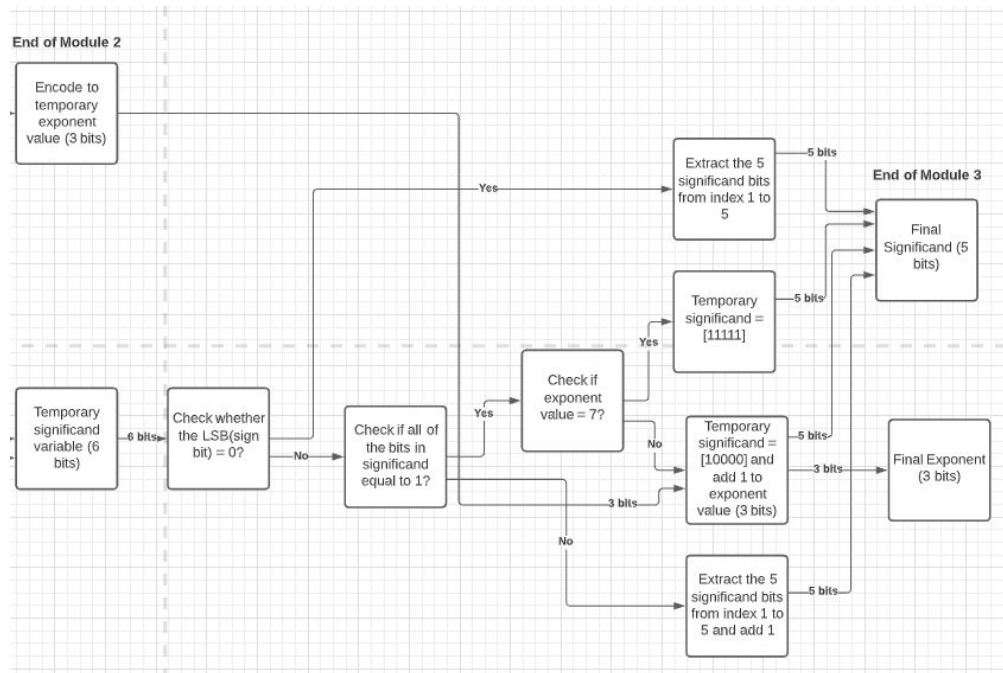 End of Module 2
Encode to
temporary
exponent
value (3 bits)
Yes
Extract the 5
significand bits
from index 1 to
5
5 bits
End of Module 3
Final
Significand (5
bits)
Temporary
significand =
[11111]
5 bits
Yes
Temporary
significand
variable (6
bits)
6 bits
Check whether
the LSB(sign
bit) = 0?
No
Check if all of
the bits in
significand
equal to 1?
Yes
Check if
exponent
value = 7?
No
Temporary
significand =
[10000] and
add 1 to
exponent
value (3 bits)
5 bits
3 bits
Final Exponent
(3 bits)
3 bits
No
Extract the 5
significand bits
from index 1 to
5 and add 1
5 bits